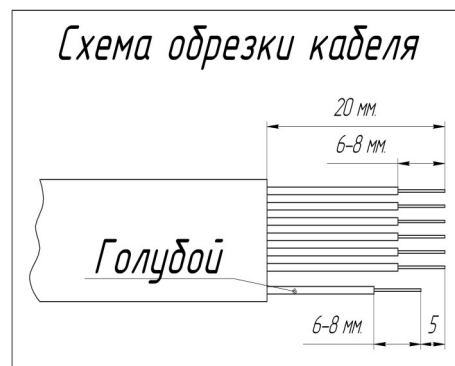 Схема обрезки кабеля
20 мм.
6-8 мм.
Голубой
6-8 мм. 5